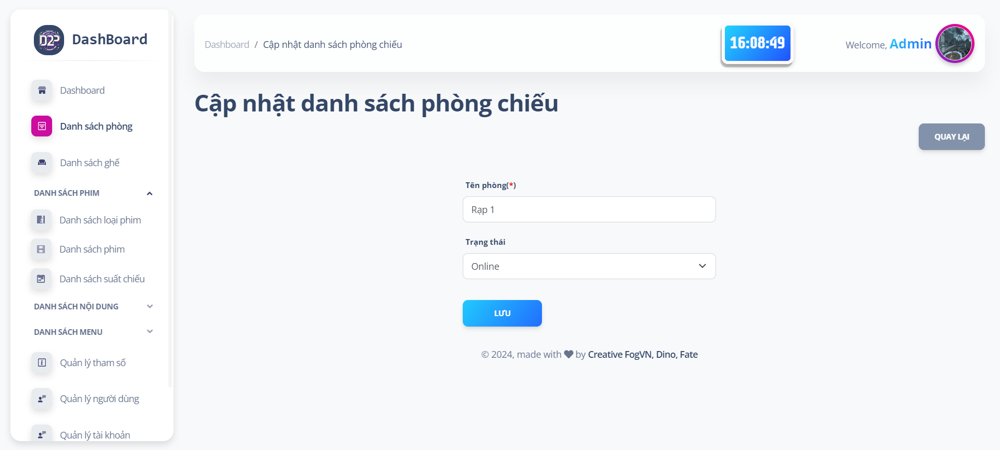 D2P
DashBoard
Dashboard
Danh sách phòng
Danh sách ghế
DANH SÁCH PHIM
Danh sách loại phim
Danh sách phim
Danh sách suất chiếu
DANH SÁCH NỘI DUNG
DANH SÁCH MENU
Quản lý tham số
Quản lý người dùng
Quản lý tài khoản
Dashboard / Cập nhật danh sách phòng chiếu
16:08:49
Welcome, Admin
Cập nhật danh sách phòng chiếu
QUAY LẠI
Tên phòng(*)
Rạp 1
Trạng thái
Online
LƯU
© 2024, made with ♥ by Creative FogVN, Dino, Fate